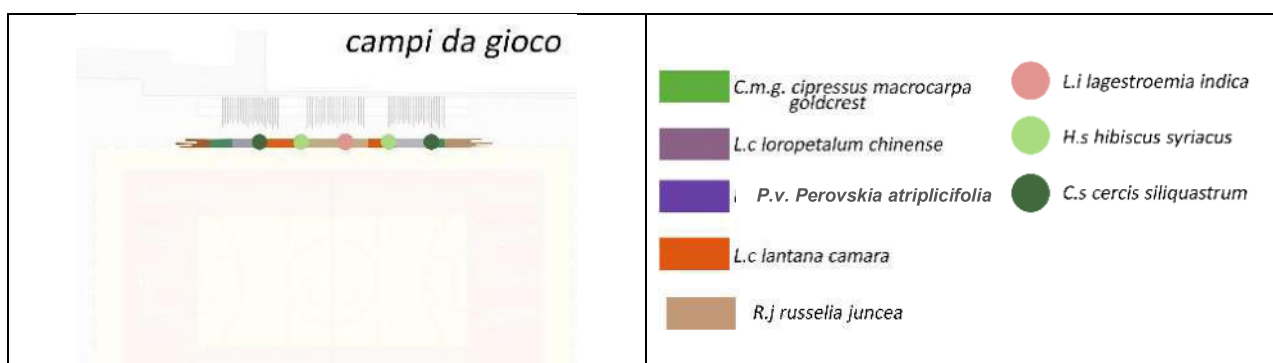 campi da gioco
C.m.g. cipressus macrocarpa
goldcrest
L.c loropetalum chinense
P.v. Perovskia atriplicifolia
L.c lantana camara
R.j russelia juncea
L.i lagestroemia indica
H.s hibiscus syriacus
C.s cercis siliquastrum